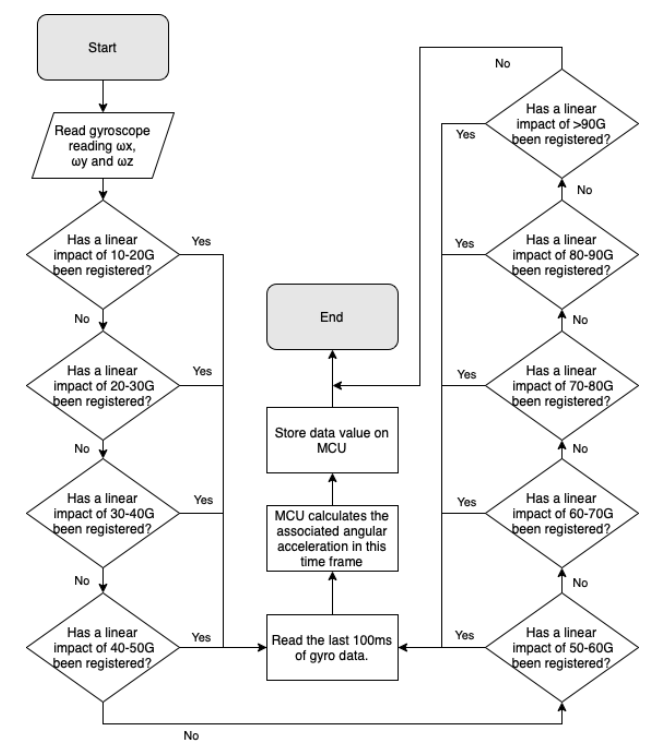 Start
Read gyroscope
reading ωx,
ωy and ωz
Has a linear
impact of 10-20G
been registered?
Yes
No
Has a linear
impact of 20-30G
been registered?
Yes
No
Has a linear
impact of 30-40G
been registered?
Yes
No
Has a linear
impact of 40-50G
been registered?
Yes
No
Has a linear
impact of 50-60G
been registered?
Yes
No
Has a linear
impact of 60-70G
been registered?
Yes
No
Has a linear
impact of 70-80G
been registered?
Yes
No
Has a linear
impact of 80-90G
been registered?
Yes
No
Has a linear
impact of >90G
been registered?
Yes
No
Read the last 100ms
of gyro data.
MCU calculates the
associated angular
acceleration in this
time frame
Store data value on
MCU
End